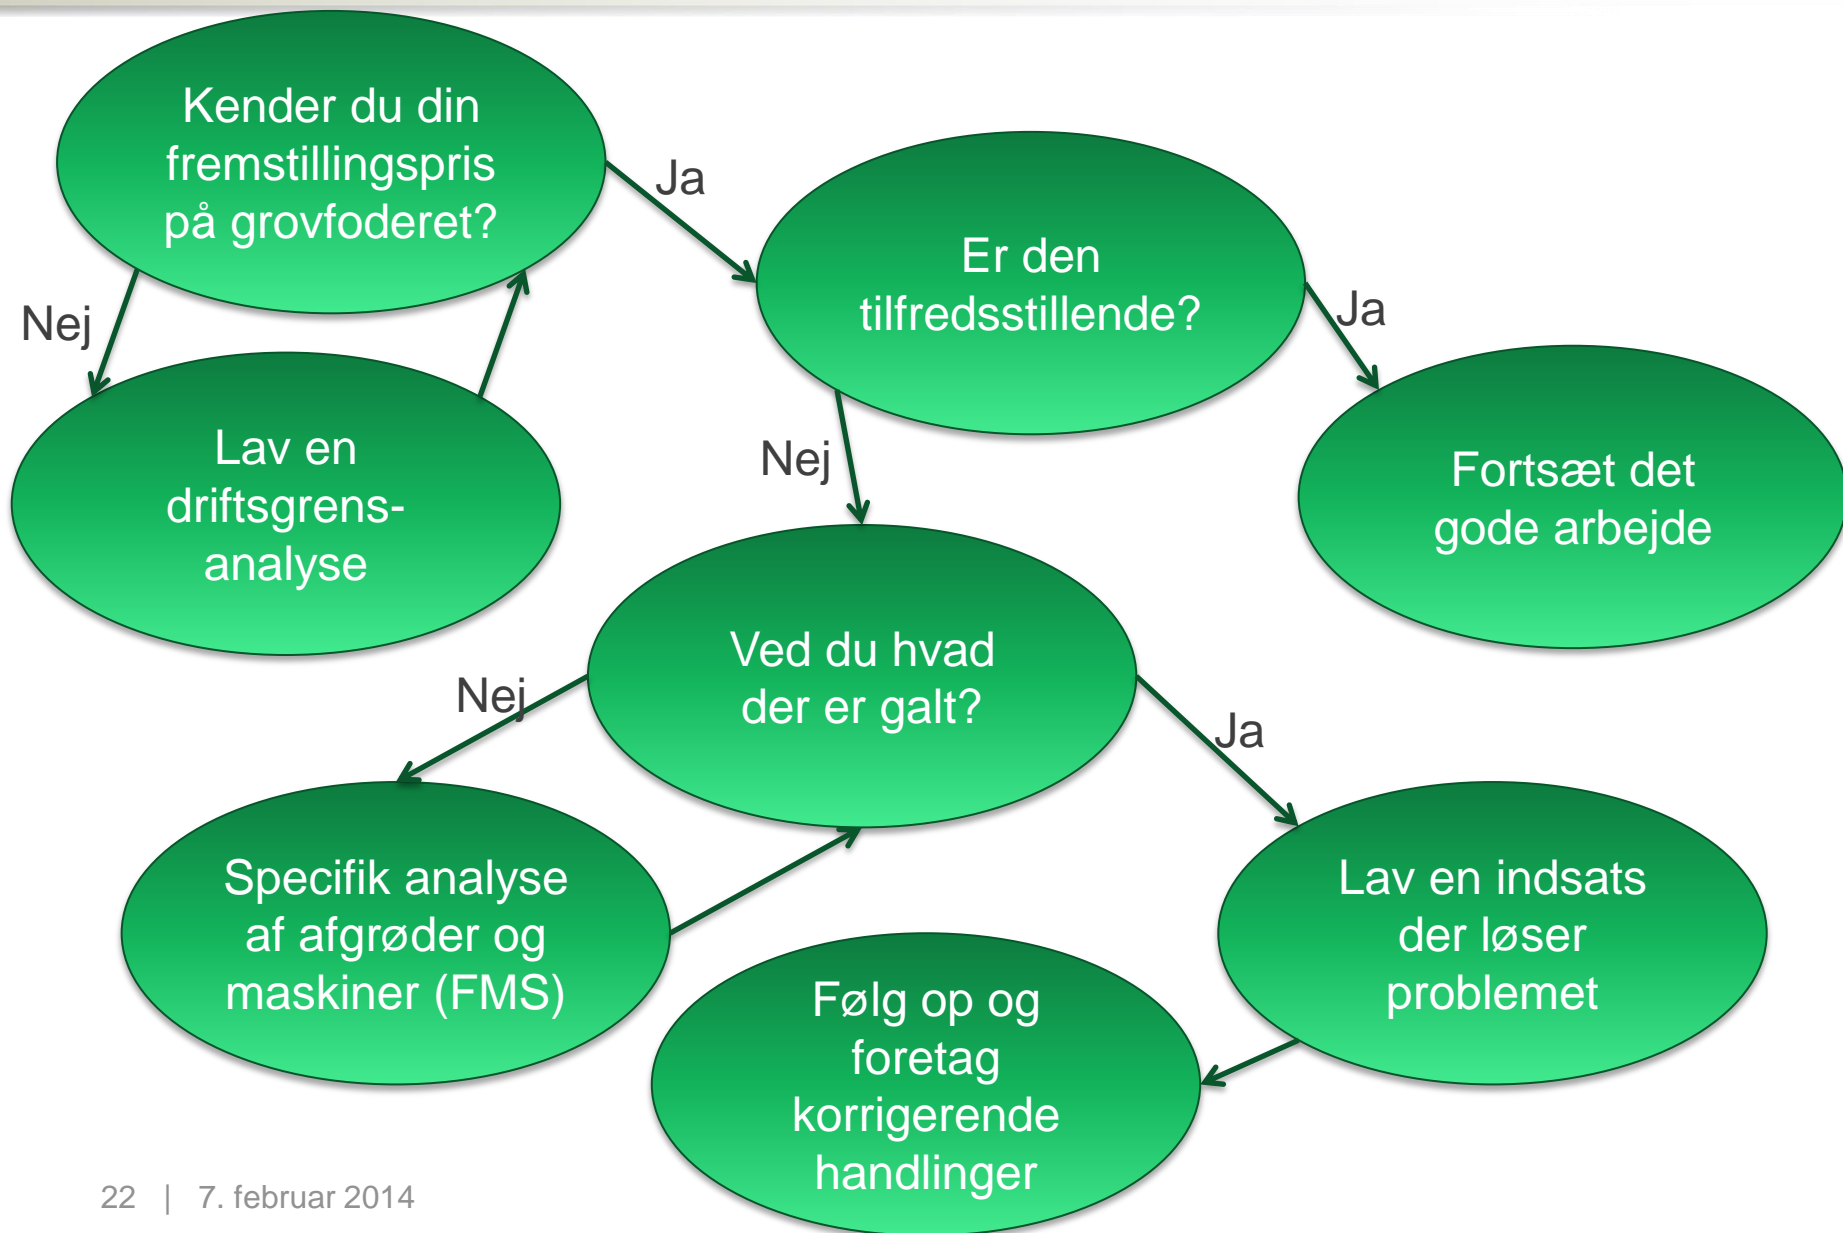 Kender du din
fremstillingspris
på grovfoderet?
Ja
Er den
tilfredsstillende?
Ja
Nej
Lav en
driftsgrens-
analyse
Nej
Fortsæt det
gode arbejde
Ved du hvad
der er galt?
Nej
Ja
Specifik analyse
af afgrøder og
maskiner (FMS)
Lav en indsats
der løser
problemet
Følg op og
foretag
korrigerende
handlinger
22 | 7. februar 2014